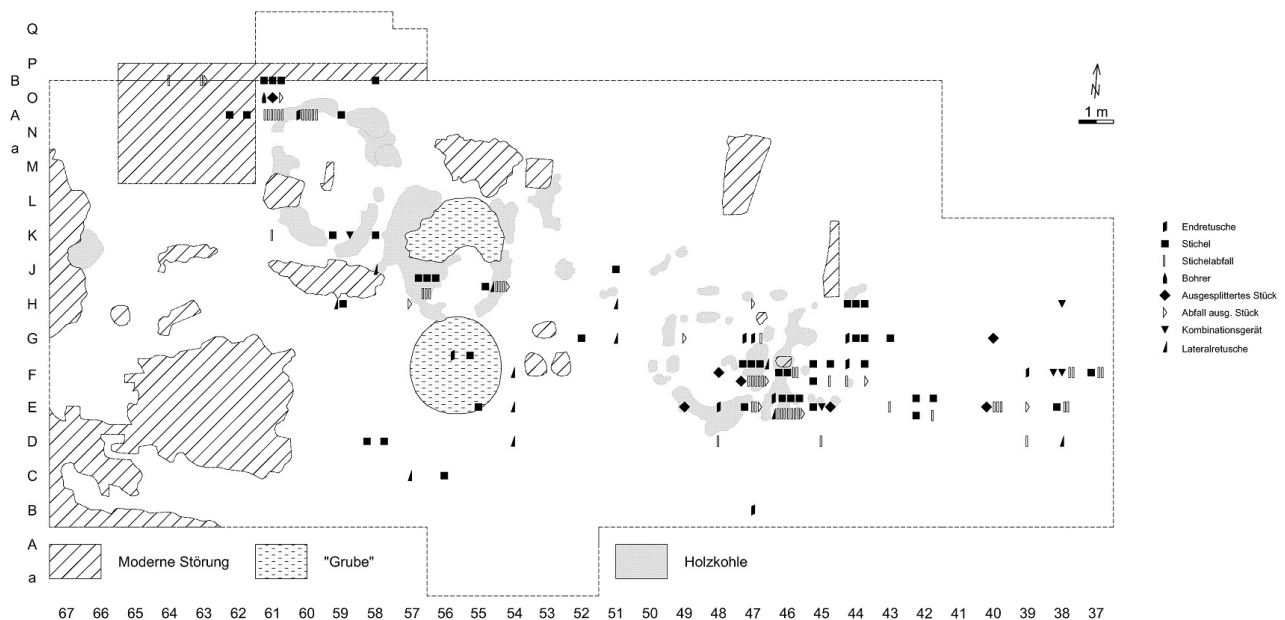 Q
P
B
O
A
N
a
M
L
K
J
H
G
F
E
D
C
B
A
a
N
1 m
Endretusche
Stichel
Stichelabfall
Bohrer
Ausgesplittertes Stück
Abfall ausg. Stück
Kombinationsgerät
Lateralretusche
Moderne Störung "Grube" Holzkohle
67 66 65 64 63 62 61 60 59 58 57 56 55 54 53 52 51 50 49 48 47 46 45 44 43 42 41 40 39 38 37